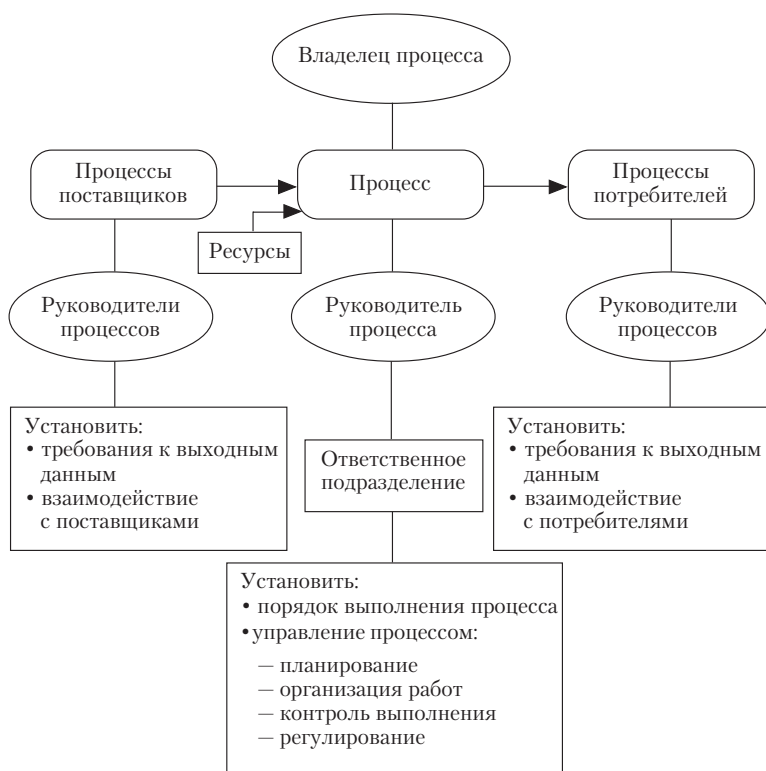 Владелец процесса
Процессы
поставщиков
Процесс
Процессы
потребителей
Ресурсы
Руководители
процессов
Руководитель
процесса
Руководители
процессов
Установить:
• требования к выходным
данным
• взаимодействие
с поставщиками
Ответственное
подразделение
Установить:
• требования к выходным
данным
• взаимодействие
с потребителями
Установить:
• порядок выполнения процесса
• управление процессом:
— планирование
— организация работ
— контроль выполнения
— регулирование